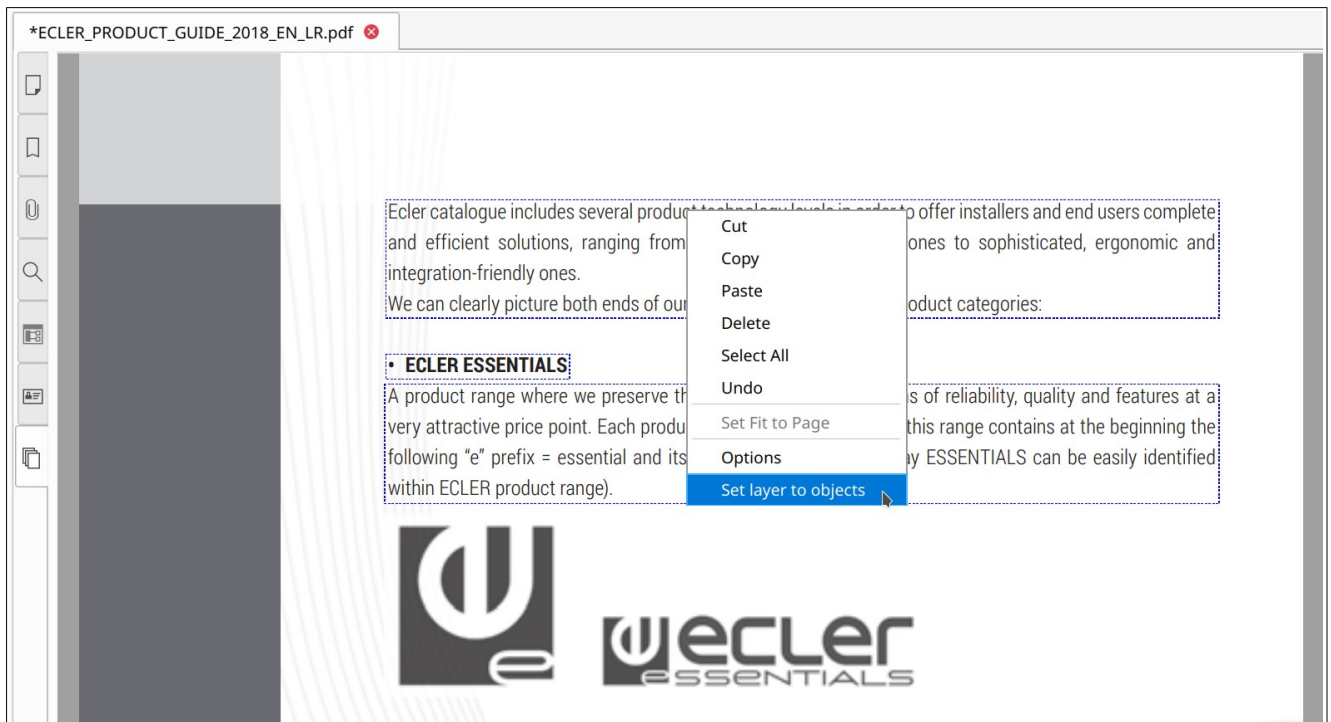 *ECLER_PRODUCT_GUIDE_2018_EN_LR.pdf
Ecler catalogue includes several product technology levels in order to offer installers and end users complete
and efficient solutions, ranging from ones to sophisticated, ergonomic and
integration-friendly ones.
We can clearly picture both ends of our oduct categories:
• ECLER ESSENTIALS
A product range where we preserve th s of reliability, quality and features at a
very attractive price point. Each produ this range contains at the beginning the
following “e” prefix = essential and its ay ESSENTIALS can be easily identified
within ECLER product range).
Cut
Copy
Paste
Delete
Select All
Undo
Set Fit to Page
Options
Set layer to objects
e
ecler
essentials